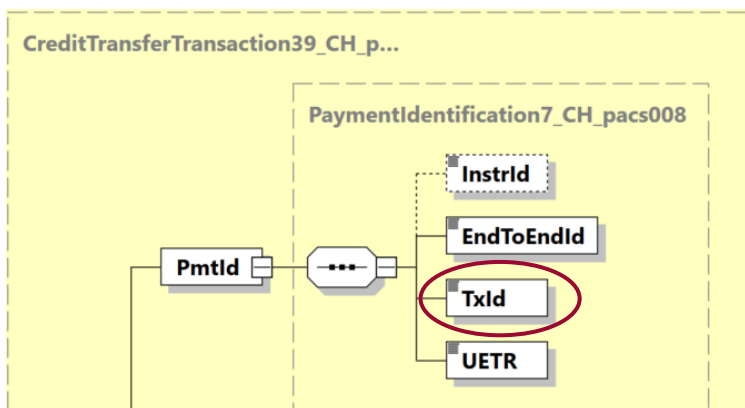 CreditTransferTransaction39_CH_p...
PaymentIdentification7_CH_pacs008
InstrId
EndToEndId
PmtId
TxId
UETR